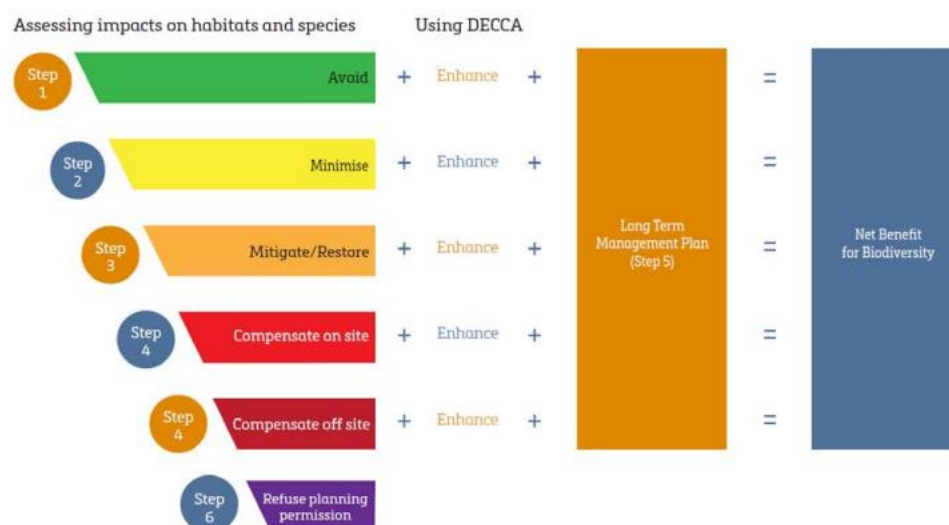 Assessing impacts on habitats and species Using DECCA
Step
1
Avoid + Enhance + =
Step
2
Minimise + Enhance + =
Step
3
Mitigate/Restore + Enhance + =
Long Term
Management Plan
(Step 5)
Net Benefit
for Biodiversity
Step
4
Compensate on site + Enhance + =
Step
4
Compensate off site + Enhance + =
Step
6
Refuse planning
permission